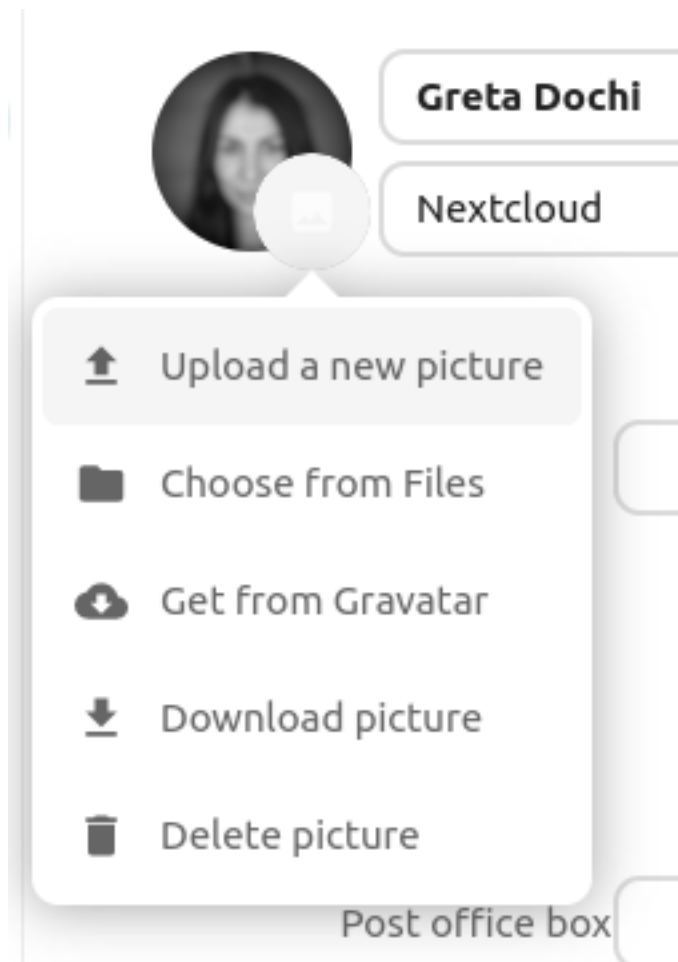 Greta Dochi
Nextcloud
Upload a new picture
Choose from Files
Get from Gravatar
Download picture
Delete picture
Post office box